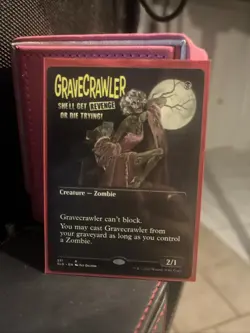 GRAVECRAWLER
SHE'LL GET REVENGE
OR DIE TRYING!
Creature — Zombie
Gravecrawler can't block.
You may cast Gravecrawler from
your graveyard as long as you control
a Zombie.
2/1